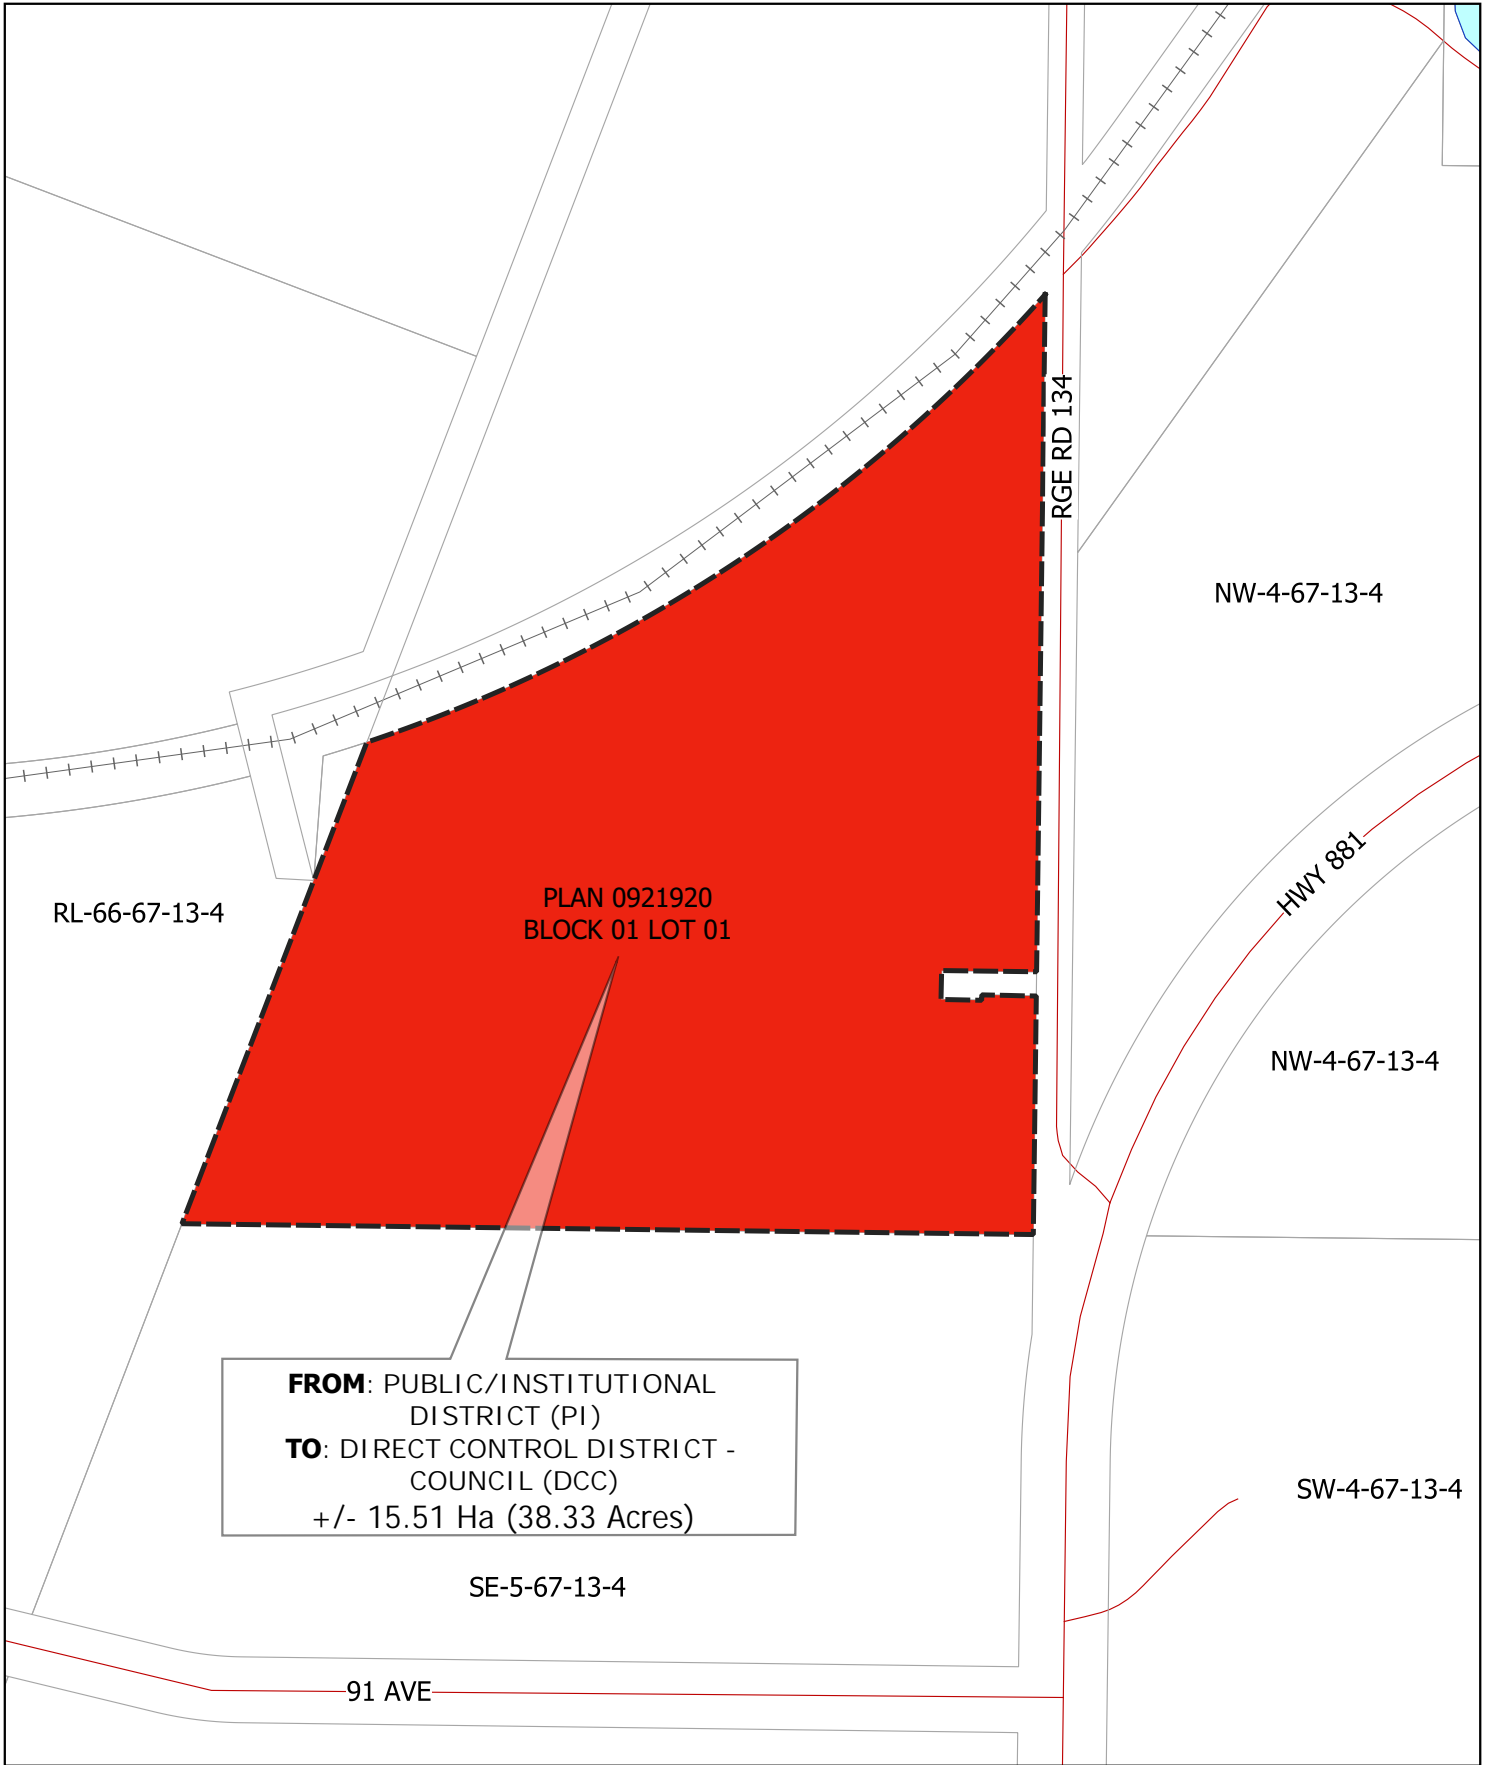 RGE RD 134
NW-4-67-13-4
HWY 881
PLAN 0921920
BLOCK 01 LOT 01
RL-66-67-13-4
NW-4-67-13-4
FROM: PUBLIC/INSTITUTIONAL
DISTRICT (PI)
TO: DIRECT CONTROL DISTRICT -
COUNCIL (DCC)
+/- 15.51 Ha (38.33 Acres)
SW-4-67-13-4
SE-5-67-13-4
91 AVE